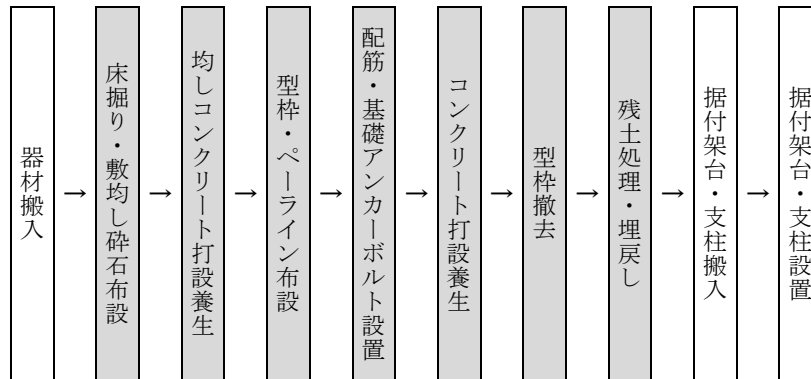 器材搬入
→
床掘り・敷均し砕石布設
→
均しコンクリート打設養生
→
型枠・ペーライン布設
→
配筋・基礎アンカーボルト設置
→
コンクリート打設養生
→
型枠撤去
→
残土処理・埋戻し
→
据付架台・支柱搬入
→
据付架台・支柱設置